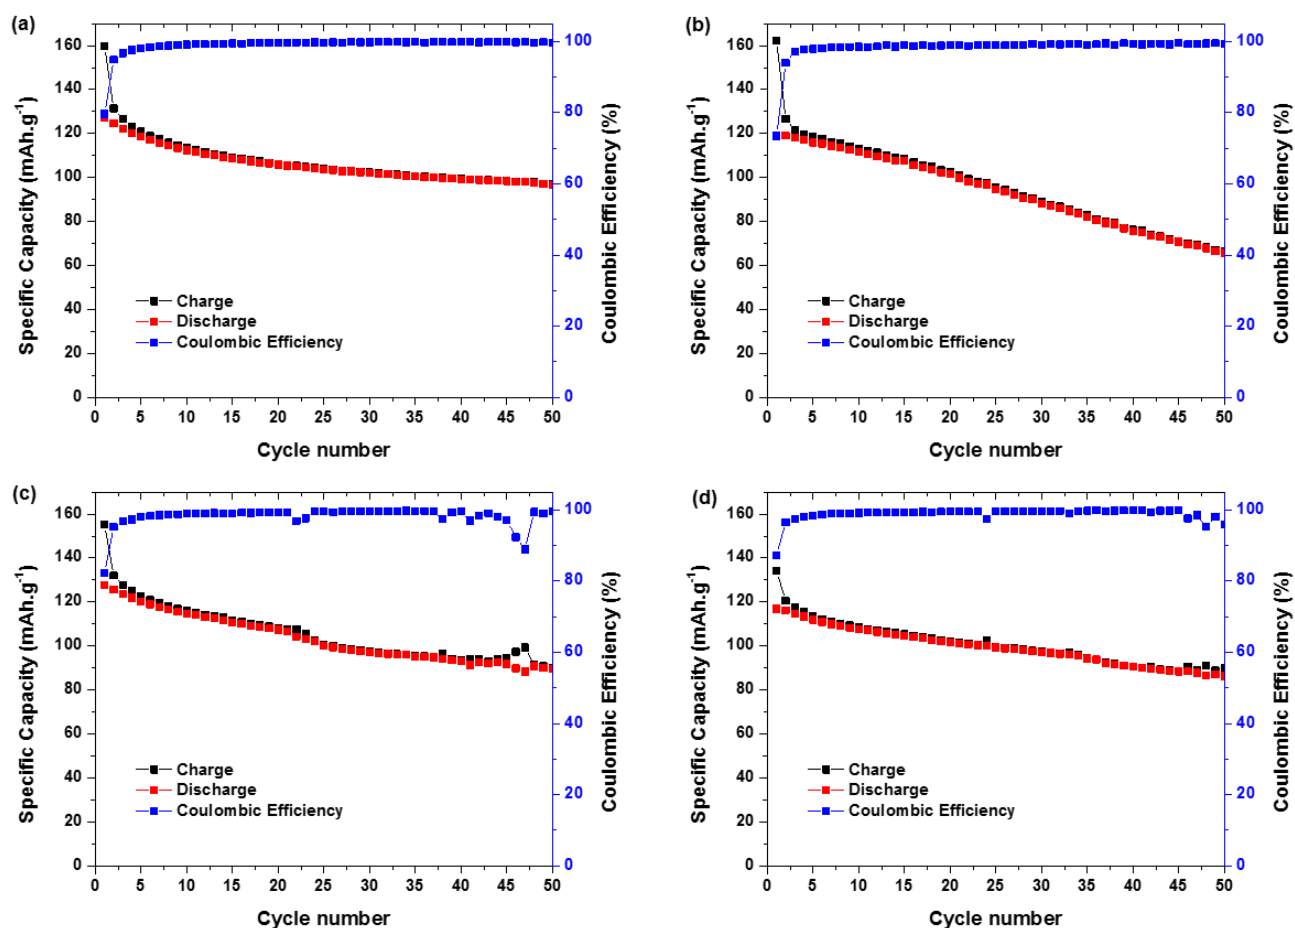 (a)
Specific Capacity (mAh.g⁻¹)
160
140
120
100
80
60
40
20
0
Charge
Discharge
Coulombic Efficiency
0 5 10 15 20 25 30 35 40 45 50
Cycle number
100
80
60
40
20
0
Coulombic Efficiency (%)
(b)
Specific Capacity (mAh.g⁻¹)
160
140
120
100
80
60
40
20
0
Charge
Discharge
Coulombic Efficiency
0 5 10 15 20 25 30 35 40 45 50
Cycle number
100
80
60
40
20
0
Coulombic Efficiency (%)
(c)
Specific Capacity (mAh.g⁻¹)
160
140
120
100
80
60
40
20
0
Charge
Discharge
Coulombic Efficiency
0 5 10 15 20 25 30 35 40 45 50
Cycle number
100
80
60
40
20
0
Coulombic Efficiency (%)
(d)
Specific Capacity (mAh.g⁻¹)
160
140
120
100
80
60
40
20
0
Charge
Discharge
Coulombic Efficiency
0 5 10 15 20 25 30 35 40 45 50
Cycle number
100
80
60
40
20
0
Coulombic Efficiency (%)